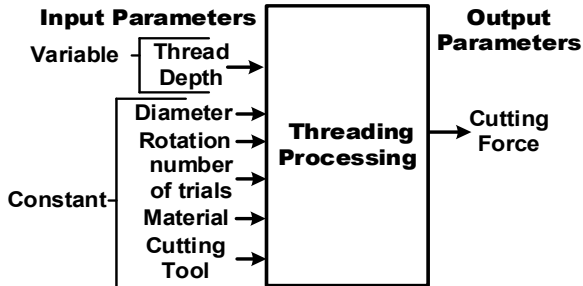 Input Parameters
Output
Parameters
Variable
Thread
Depth
Constant
Diameter
Rotation
number
of trials
Material
Cutting
Tool
Threading
Processing
Cutting
Force